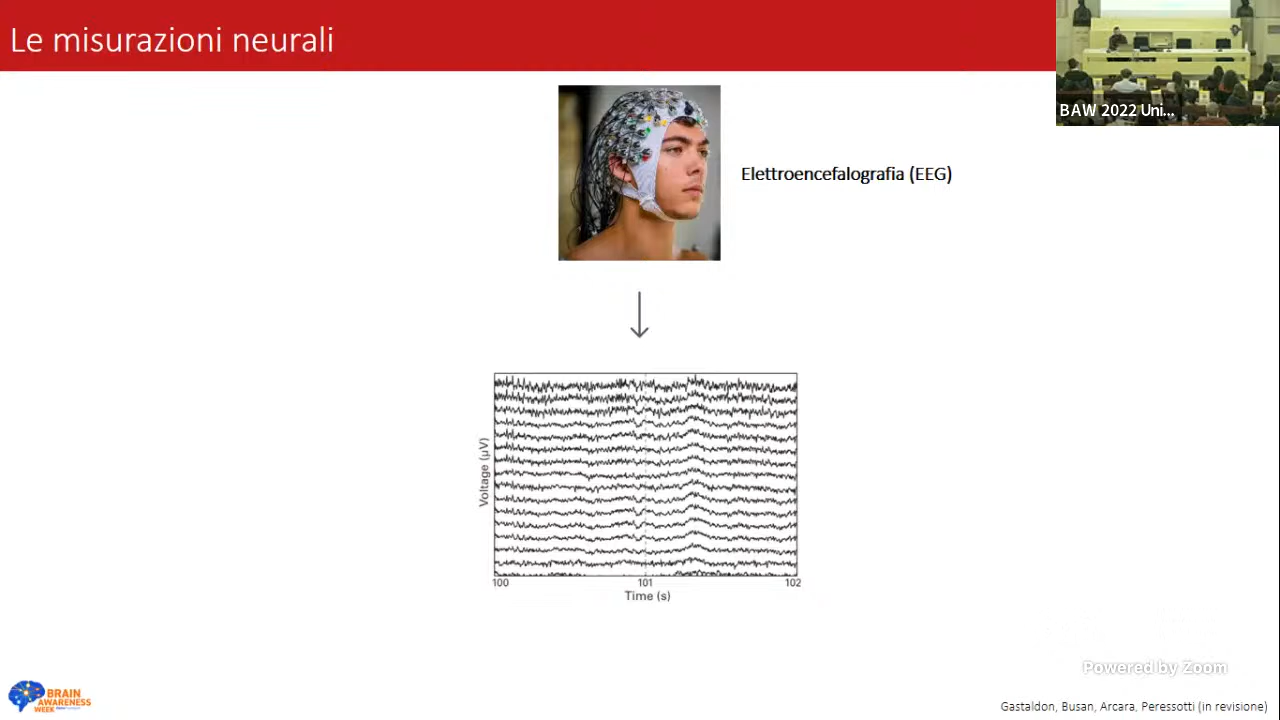 Le misurazioni neurali
BAW 2022 Uni...
Elettroencefalografia (EEG)
Voltage (µV)
100
101
102
Time (s)
Powered by Zoom
BRAIN
AWARENESS
WEEK
Gastaldon, Busan, Arcara, Peressotti (in revisione)